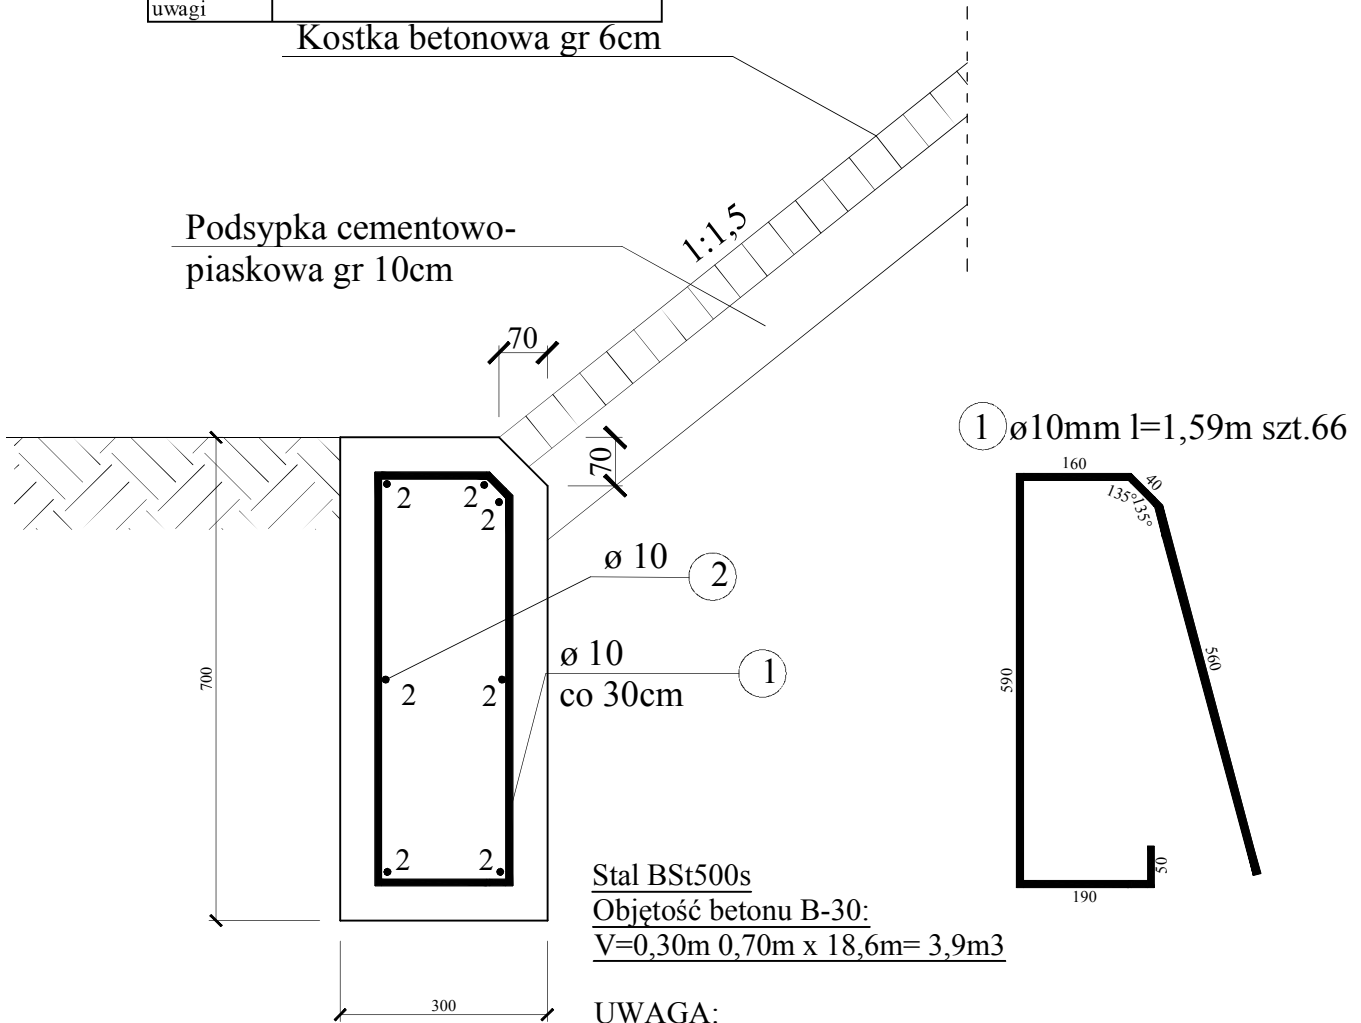 uwagi
Kostka betonowa gr 6cm
1:1,5
Podsypka cementowo-
piaskowa gr 10cm
70
70
1 ø10mm l=1,59m szt.66
160
40
135°
135°
590
560
50
190
2
2
2
ø 10 2
2
2
ø 10
co 30cm
1
2
2
700
300
Stal BSt500s
Objętość betonu B-30:
V=0,30m 0,70m x 18,6m= 3,9m3
UWAGA: